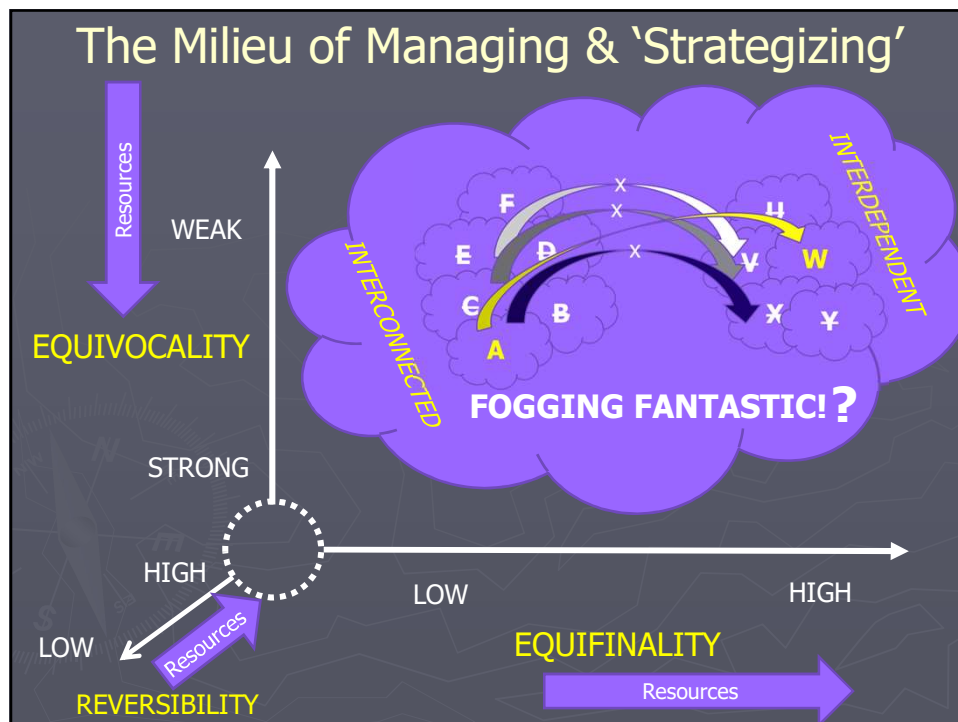 The Milieu of Managing & ‘Strategizing’
Resources
WEAK
EQUIVOCALITY
STRONG
INTERCONNECTED
INTERDEPENDENT
F
E
D
C
B
A
X
X
X
U
V
W
X
Y
FOGGING FANTASTIC!?
HIGH
LOW
Resources
REVERSIBILITY
LOW
HIGH
EQUIFINALITY
Resources